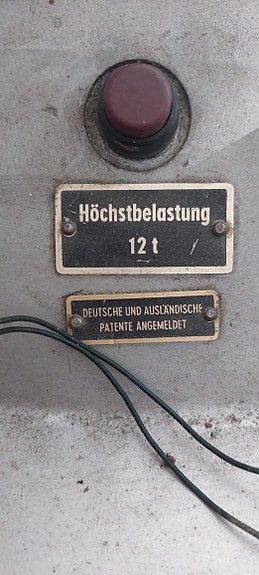 Höchstbelastung
12 t
DEUTSCHE UND AUSLÄNDISCHE
PATENTE ANGEMELDET